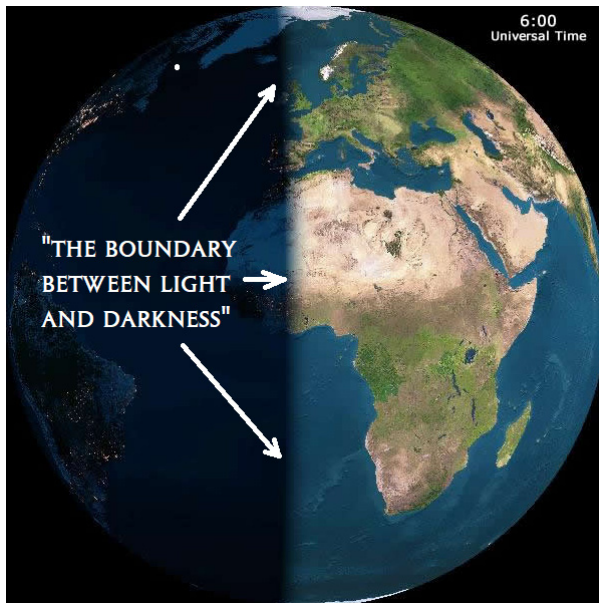 6:00
Universal Time
"THE BOUNDARY
BETWEEN LIGHT
AND DARKNESS"